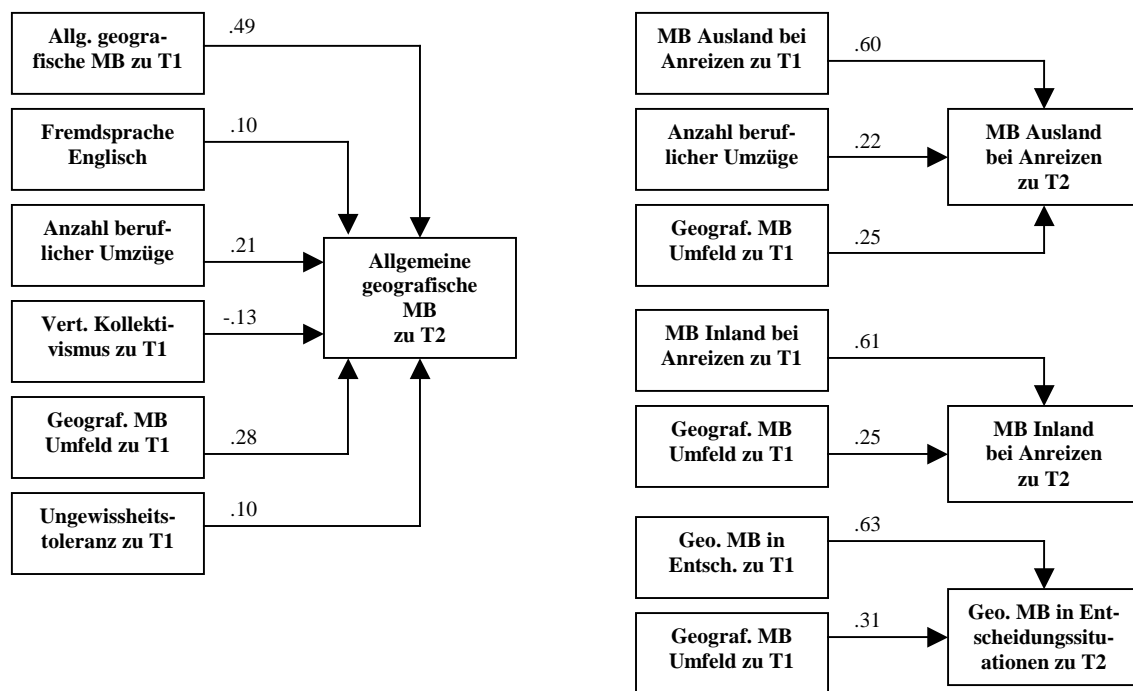 Allg. geogra-
fische MB zu T1
.49
Fremdsprache
Englisch
.10
Anzahl beruf-
licher Umzüge
.21
Vert. Kollekti-
vismus zu T1
-.13
Geograf. MB
Umfeld zu T1
.28
Ungewissheits-
toleranz zu T1
.10
Allgemeine
geografische
MB
zu T2
MB Ausland bei
Anreizen zu T1
.60
Anzahl beruf-
licher Umzüge
.22
Geograf. MB
Umfeld zu T1
.25
MB Ausland
bei Anreizen
zu T2
MB Inland bei
Anreizen zu T1
.61
Geograf. MB
Umfeld zu T1
.25
MB Inland
bei Anreizen
zu T2
Geo. MB in
Entsch. zu T1
.63
Geograf. MB
Umfeld zu T1
.31
Geo. MB in Ent-
scheidungssitu-
ationen zu T2